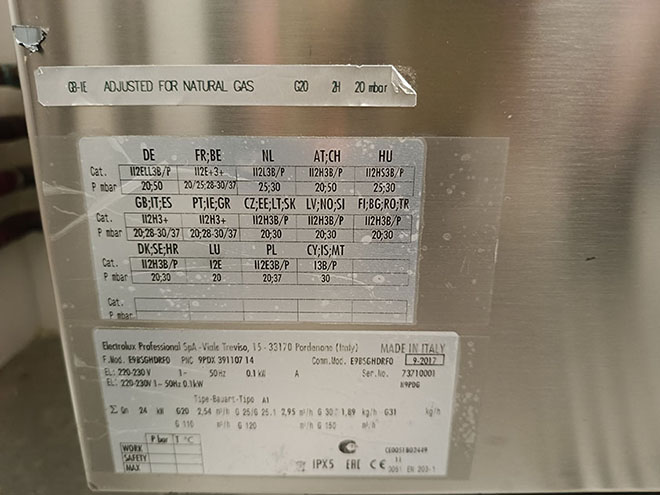 GB-IE ADJUSTED FOR NATURAL GAS G20 2H 20 mbar
DE FR;BE NL AT;CH HU
Cat. II2ELL3B/P II2E+3+ II2L3B/P II2H3B/P II2HS3B/P
P mbar 20;50 20/25;28-30/37 25;30 20;50 25;30
GB;IT;ES PT;IE;GR CZ;EE;LT;SK LV;NO;SI FI;BG;RO;TR
Cat. II2H3+ II2H3+ II2H3B/P II2H3B/P II2H3B/P
P mbar 20;28-30/37 20;28-30/37 20;30 20;30 20;30
DK;SE;HR LU PL CY;IS;MT
Cat. II2H3B/P I2E II2E3B/P I3B/P
P mbar 20;30 20 20;37 30
Cat.
P mbar
Electrolux Professional SpA -Viale Treviso, 15 - 33170 Pordenone (Italy) MADE IN ITALY
F.Mod. E9BSGHDRF0 PNC 9PDX 391107 14 Comm.Mod. E9BSGHDRF0 9-2017
EL: 220-230 V 1~ 50Hz 0.1kW A Ser.No. 73710001
EL: 220-230V 1~ 50Hz 0.1kW
Tipe-Bauart-Tipo A1
Σ Qn 24 kW G20 2,54 m³/h G 25/G 25.1 2,95 m³/h G 30 1,89 kg/h G31 kg/h
G 110 m³/h G 120 m³/h G 150 m³/h
P bar T °C
WORK
SAFETY
MAX
IPX5 EAC CE
0051 EN 203-1